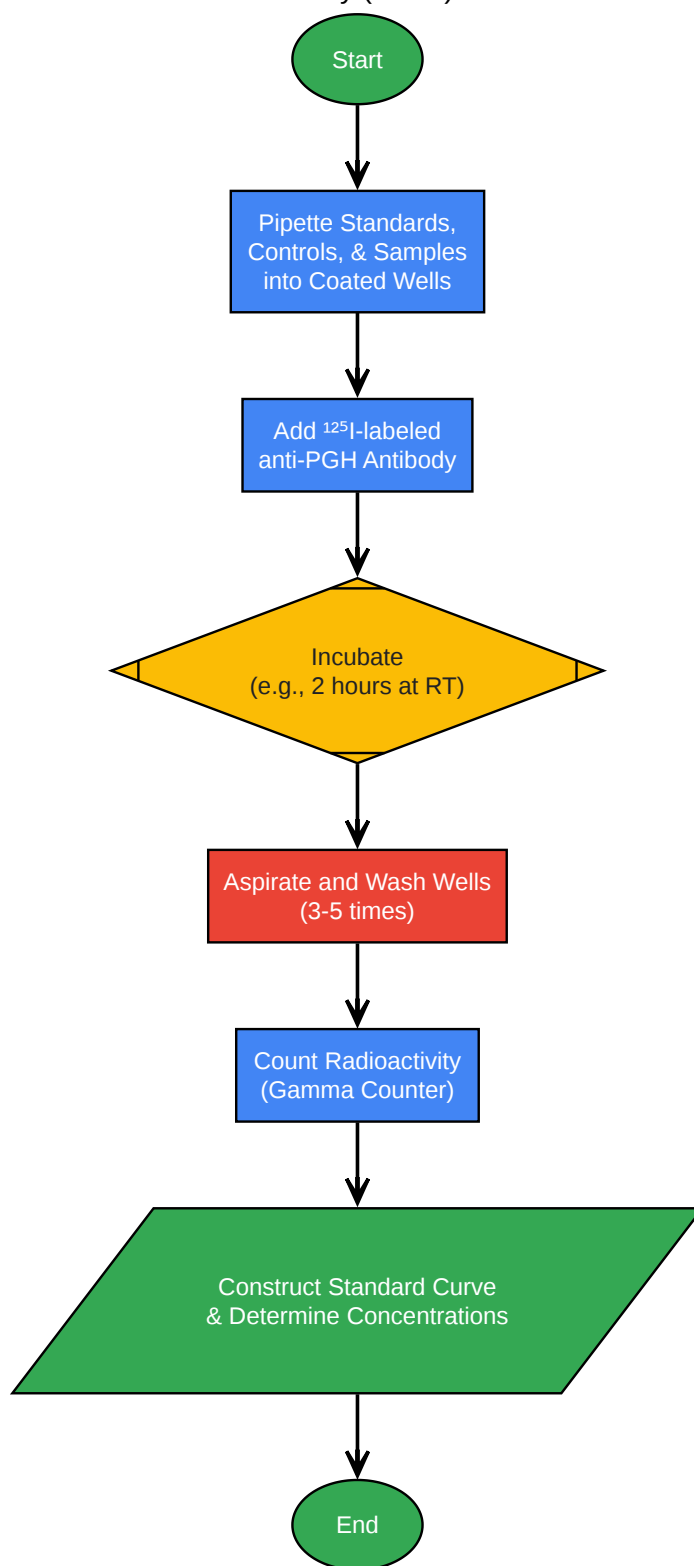 Start
Pipette Standards,
Controls, & Samples
into Coated Wells
Add ¹²⁵I-labeled
anti-PGH Antibody
Incubate
(e.g., 2 hours at RT)
Aspirate and Wash Wells
(3-5 times)
Count Radioactivity
(Gamma Counter)
Construct Standard Curve
& Determine Concentrations
End